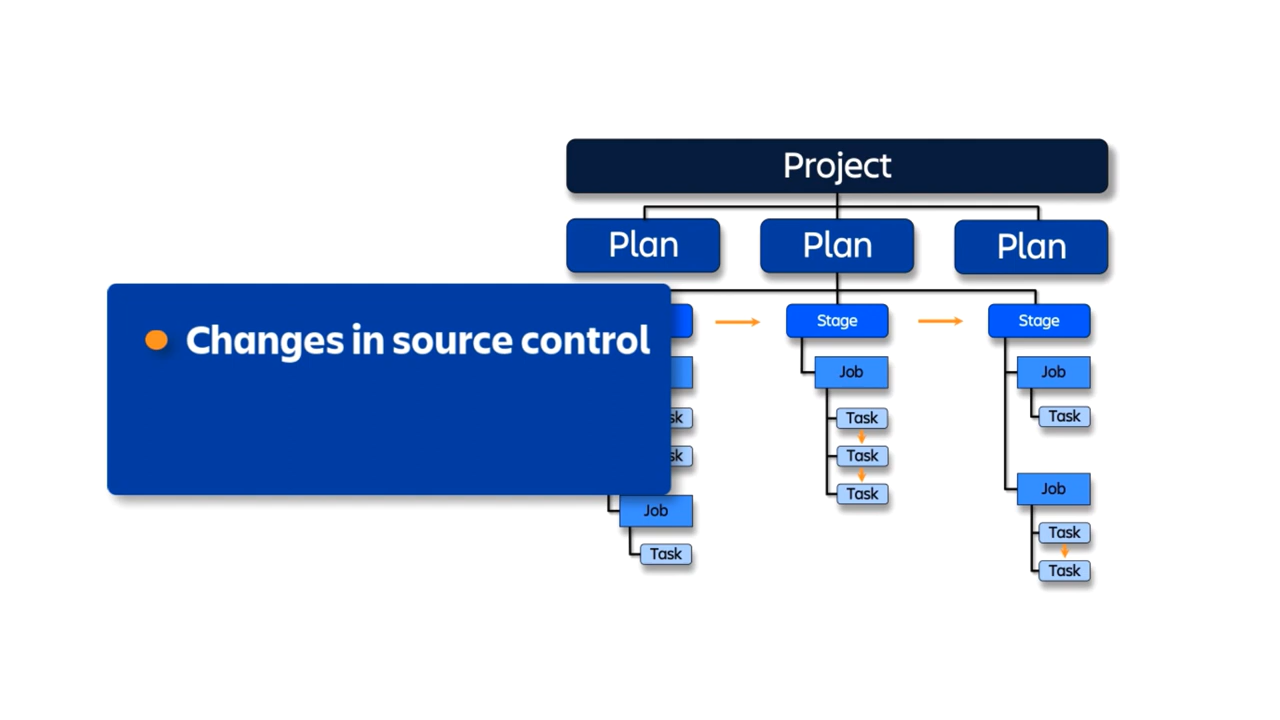 Project
Plan Plan Plan
Changes in source control
Stage Stage
Job Job
Task Task
Task
Task
Job
Job
Task
Task
Task